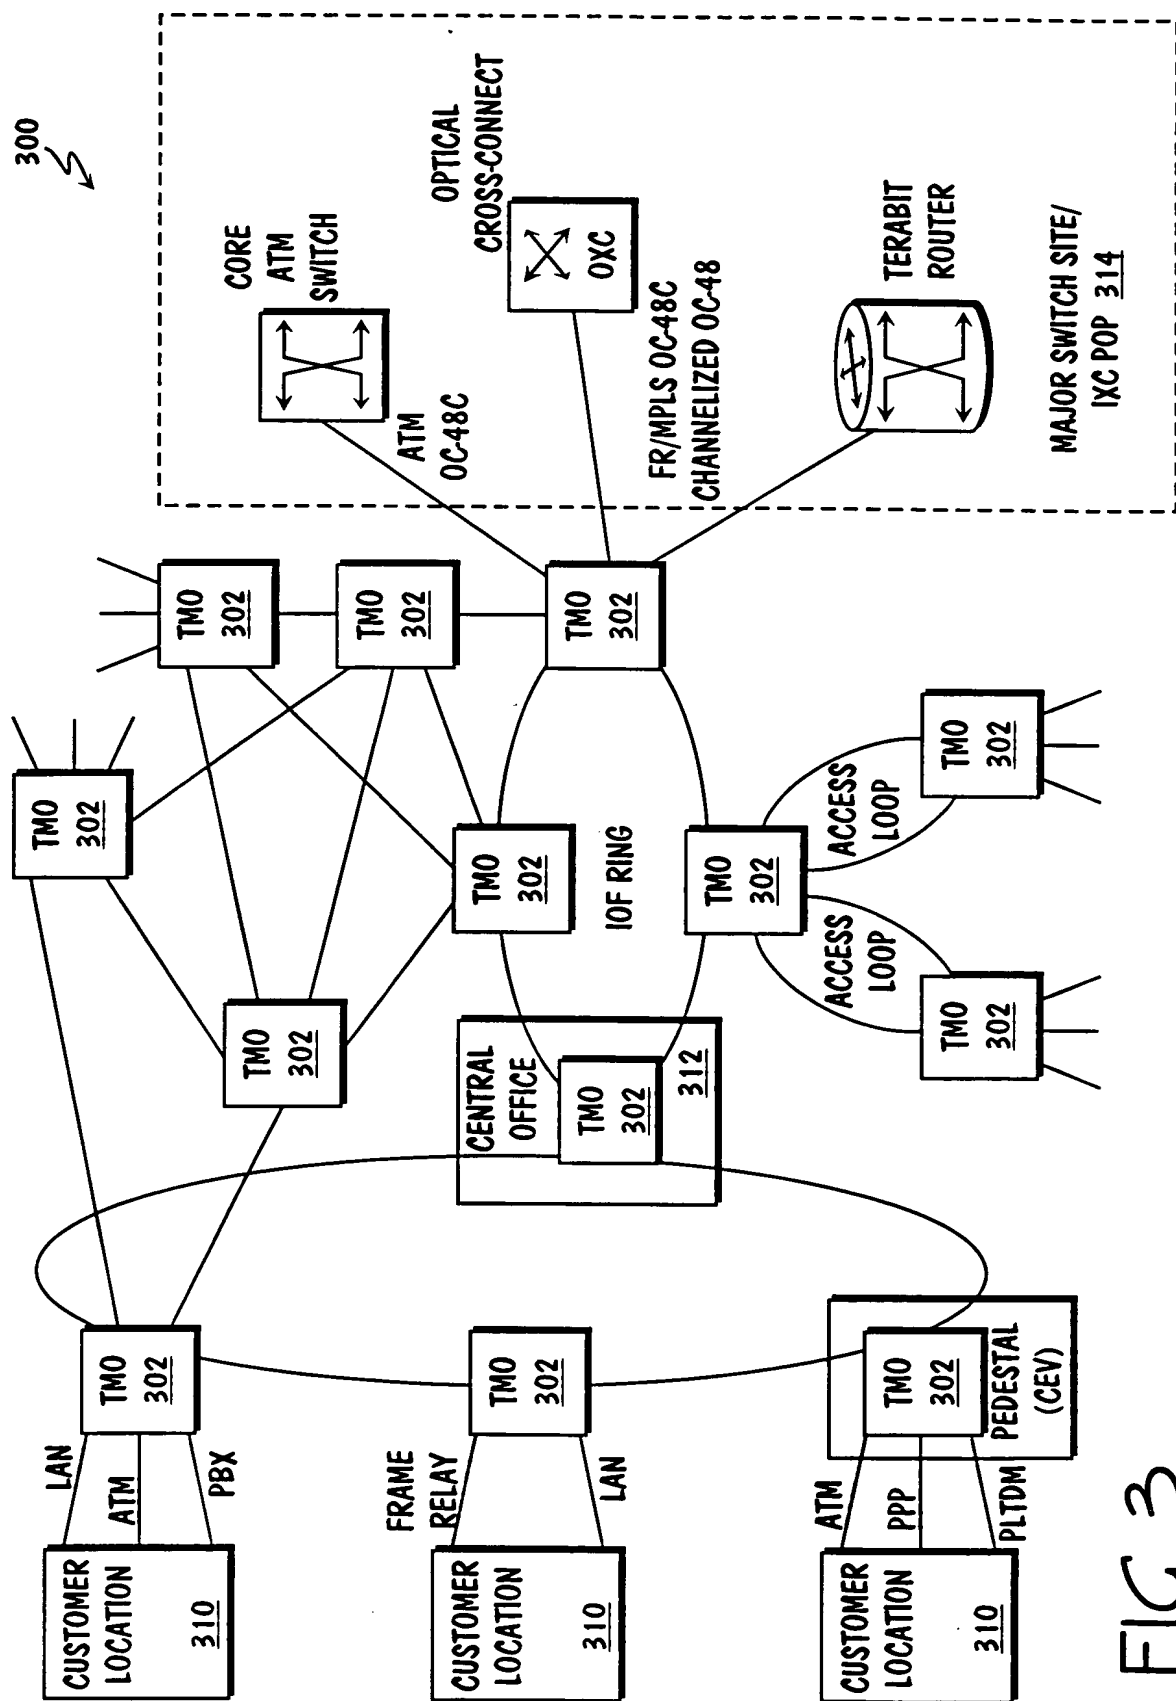 300
CORE
ATM
SWITCH
OPTICAL
CROSS-CONNECT
OXC
TERABIT
ROUTER
ATM
OC-48C
FR/MPLS OC-48C
CHANNELIZED OC-48
MAJOR SWITCH SITE/
IXC POP 314
TMO
302
TMO
302
TMO
302
TMO
302
TMO
302
TMO
302
IOF RING
TMO
302
ACCESS
LOOP
ACCESS
LOOP
TMO
302
TMO
302
CENTRAL
OFFICE
TMO
302
312
TMO
302
TMO
302
TMO
302
PEDESTAL
(CEV)
LAN
ATM
PBX
FRAME
RELAY
LAN
ATM
PPP
PLTDM
CUSTOMER
LOCATION
310
CUSTOMER
LOCATION
310
CUSTOMER
LOCATION
310
FIG 3